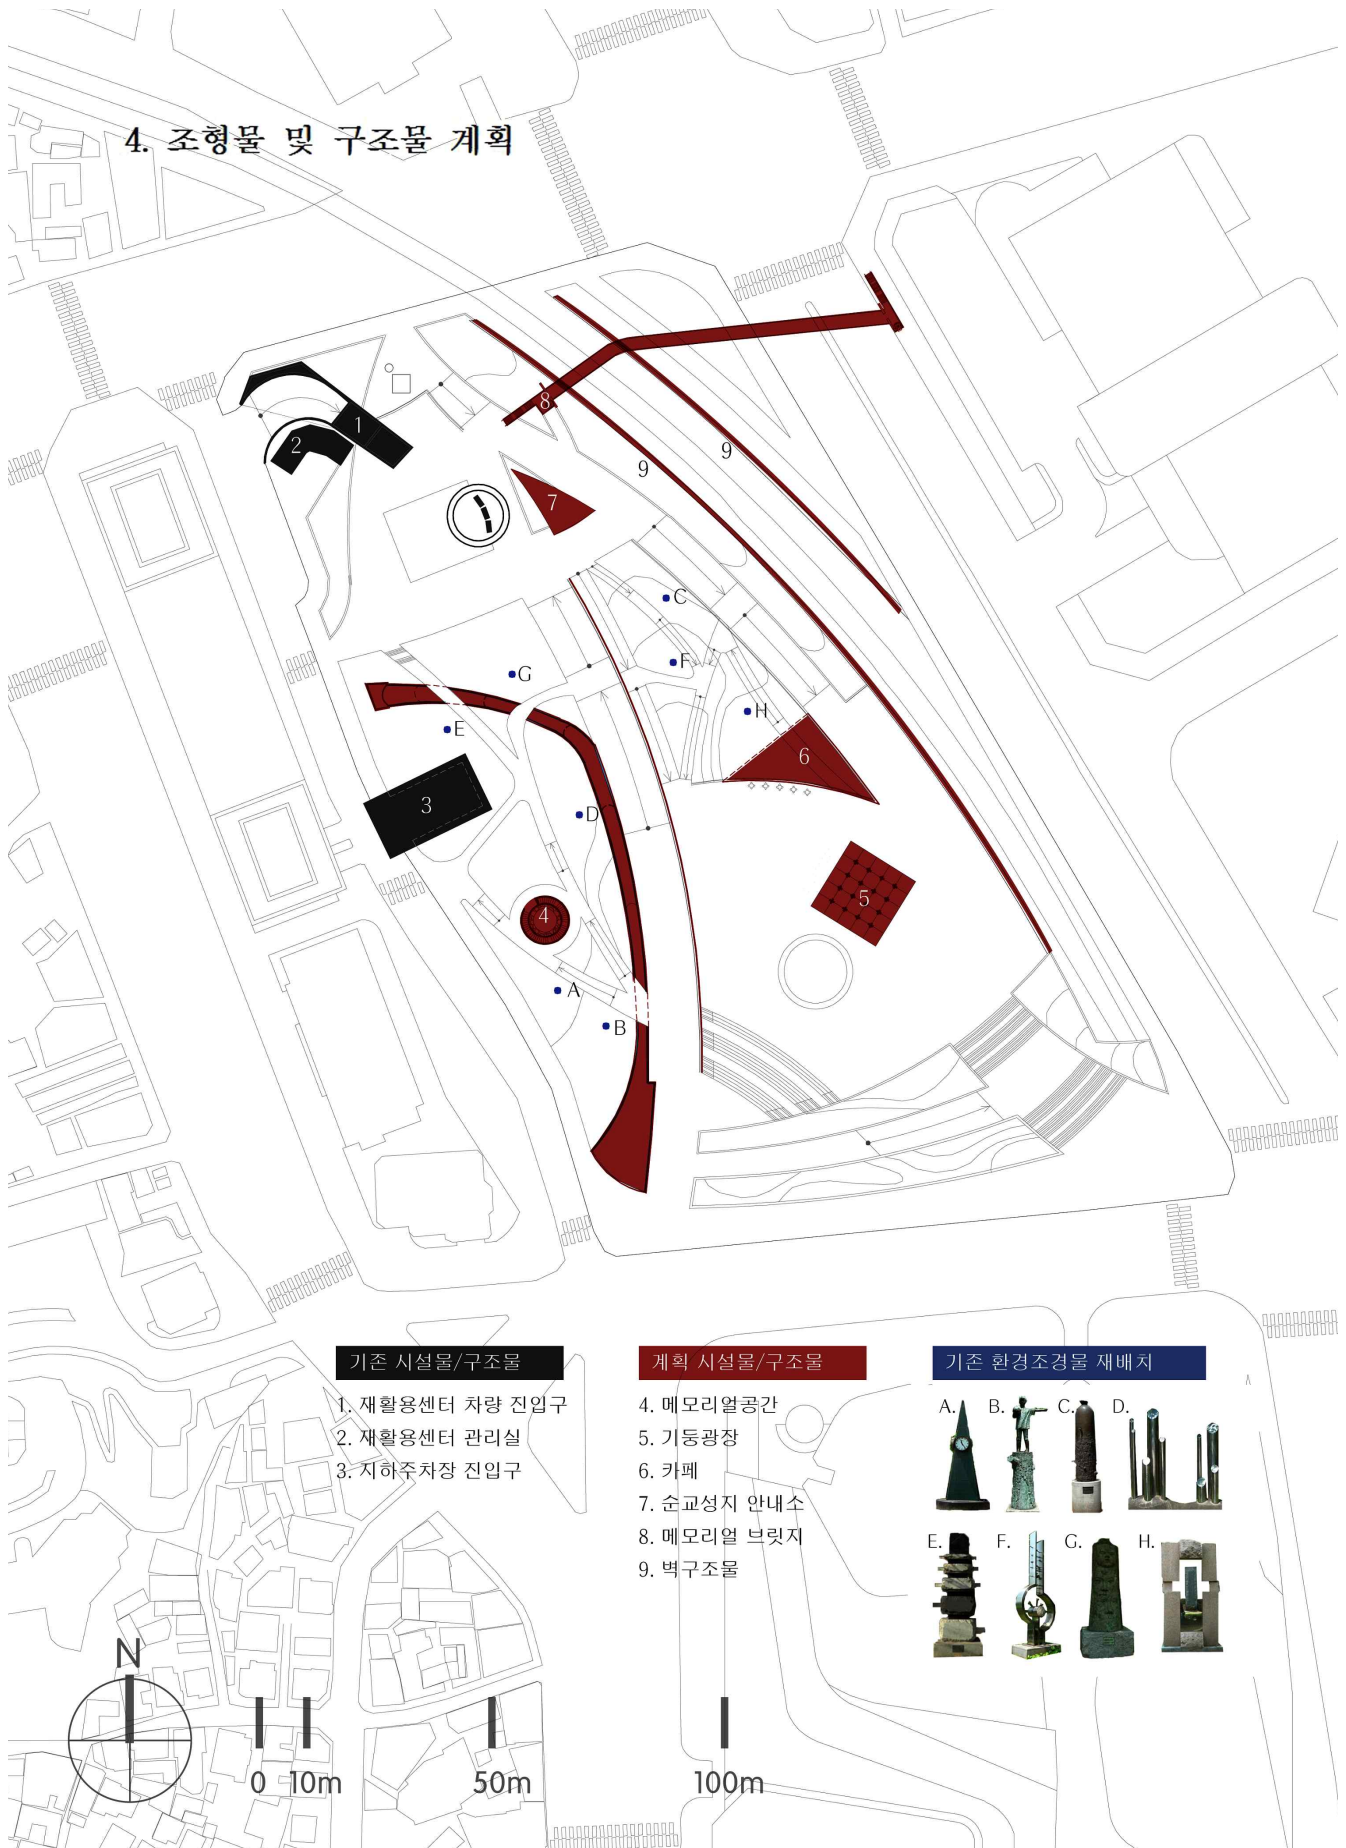 4. 조형물 및 구조물 계획
1
2
8
9
9
7
C
F
G
H
E
6
3
D
5
4
A
B
기존 시설물/구조물
1. 재활용센터 차량 진입구
2. 재활용센터 관리실
3. 지하주차장 진입구
계획 시설물/구조물
4. 메모리얼공간
5. 기둥광장
6. 카페
7. 순교성지 안내소
8. 메모리얼 브릿지
9. 벽구조물
기존 환경조경물 재배치
A. B. C. D.
E. F. G. H.
N
0 10m 50m 100m